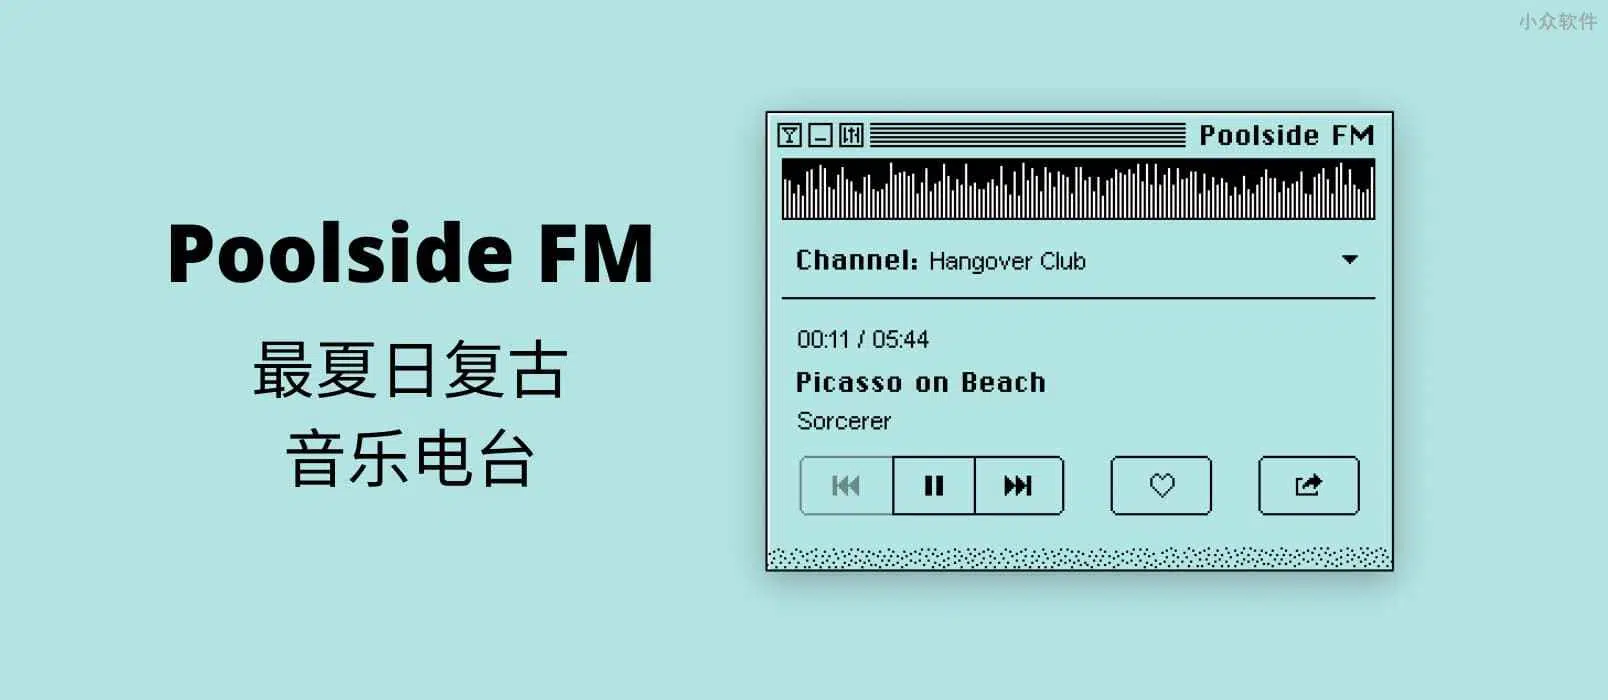 小众软件
Poolside FM
最夏日复古
音乐电台
Poolside FM
Channel: Hangover Club
00:11 / 05:44
Picasso on Beach
Sorcerer